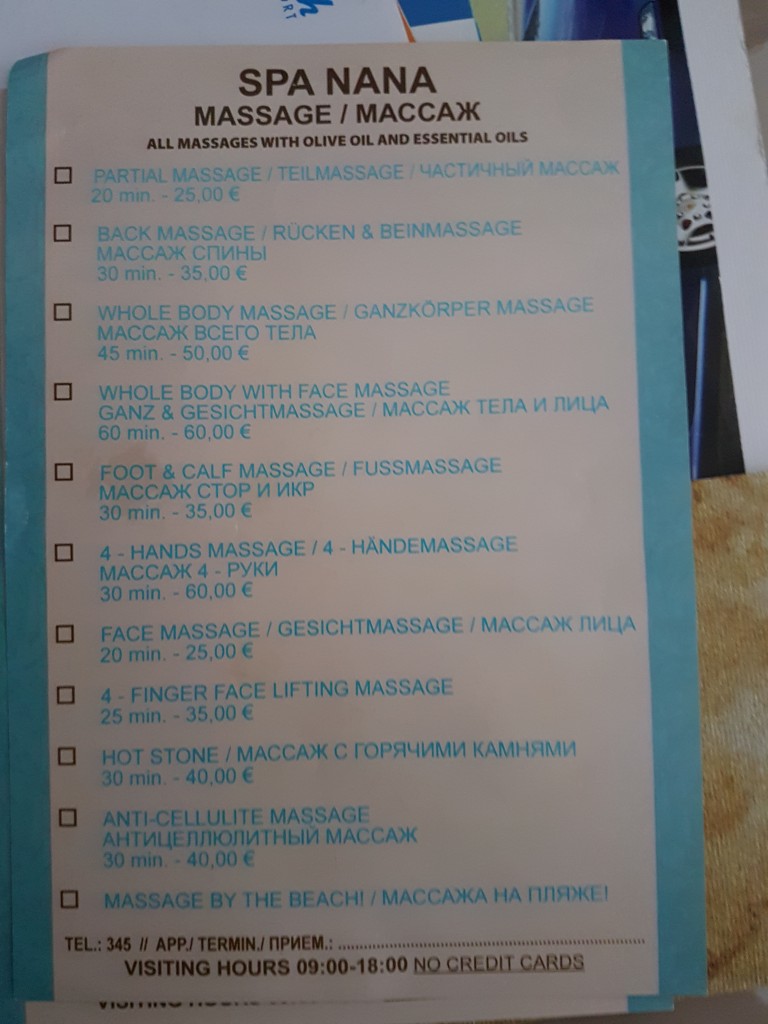 SPA NANA
MASSAGE / МАССАЖ
ALL MASSAGES WITH OLIVE OIL AND ESSENTIAL OILS
PARTIAL MASSAGE / TEILMASSAGE / ЧАСТИЧНЫЙ МАССАЖ
20 min. - 25,00 €
BACK MASSAGE / RÜCKEN & BEINMASSAGE
МАССАЖ СПИНЫ
30 min. - 35,00 €
WHOLE BODY MASSAGE / GANZKÖRPER MASSAGE
МАССАЖ ВСЕГО ТЕЛА
45 min. - 50,00 €
WHOLE BODY WITH FACE MASSAGE
GANZ & GESICHTMASSAGE / МАССАЖ ТЕЛА И ЛИЦА
60 min. - 60,00 €
FOOT & CALF MASSAGE / FUSSMASSAGE
МАССАЖ СТОР И ИКР
30 min. - 35,00 €
4 - HANDS MASSAGE / 4 - HÄNDEMASSAGE
МАССАЖ 4 - РУКИ
30 min. - 60,00 €
FACE MASSAGE / GESICHTMASSAGE / МАССАЖ ЛИЦА
20 min. - 25,00 €
4 - FINGER FACE LIFTING MASSAGE
25 min. - 35,00 €
HOT STONE / МАССАЖ С ГОРЯЧИМИ КАМНЯМИ
30 min. - 40,00 €
ANTI-CELLULITE MASSAGE
АНТИЦЕЛЛЮЛИТНЫЙ МАССАЖ
30 min. - 40,00 €
MASSAGE BY THE BEACH! / МАССАЖА НА ПЛЯЖЕ!
TEL.: 345 // APP./ TERMIN./ ПРИЕМ.: ................................................
VISITING HOURS 09:00-18:00 NO CREDIT CARDS